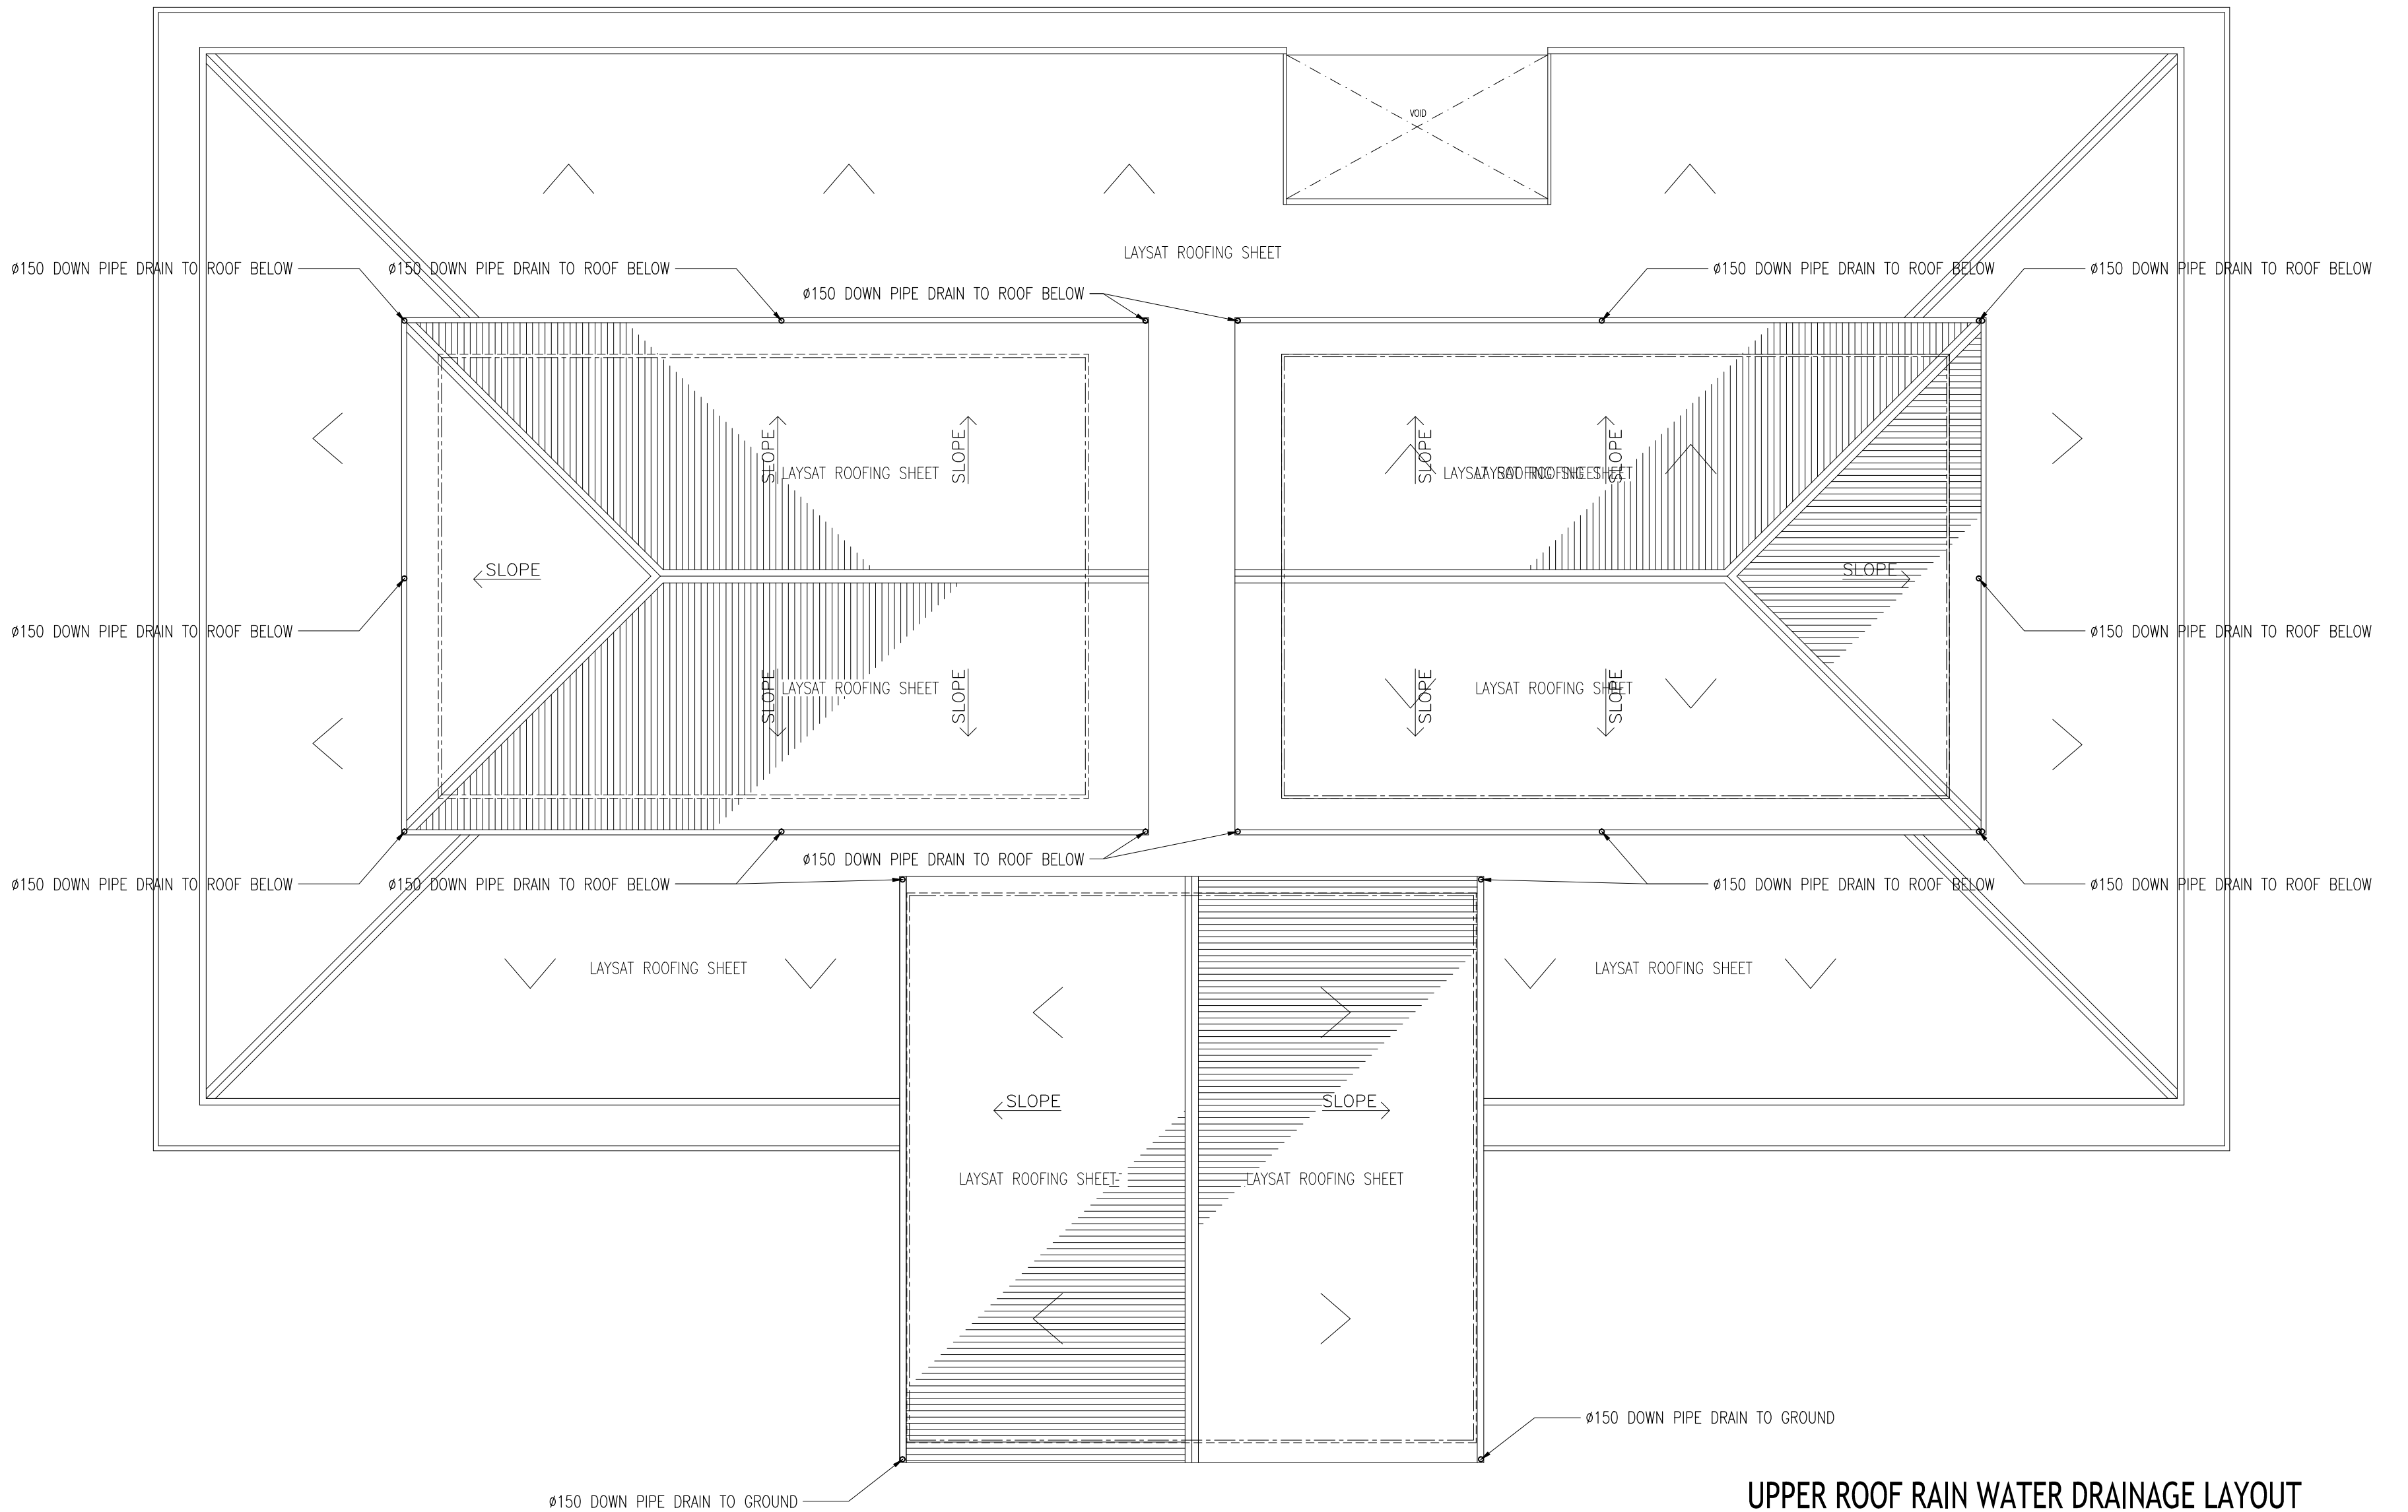 VOID
LAYSAT ROOFING SHEET
ø150 DOWN PIPE DRAIN TO ROOF BELOW
ø150 DOWN PIPE DRAIN TO ROOF BELOW
ø150 DOWN PIPE DRAIN TO ROOF BELOW
ø150 DOWN PIPE DRAIN TO ROOF BELOW
ø150 DOWN PIPE DRAIN TO ROOF BELOW
SLOPE
SLOPE
SLOPE
SLOPE
LAYSAT ROOFING SHEET
LAYSAT ROOFING SHEET
LAYSAT ROOFING SHEET
SLOPE
SLOPE
ø150 DOWN PIPE DRAIN TO ROOF BELOW
ø150 DOWN PIPE DRAIN TO ROOF BELOW
SLOPE
SLOPE
SLOPE
SLOPE
LAYSAT ROOFING SHEET
LAYSAT ROOFING SHEET
ø150 DOWN PIPE DRAIN TO ROOF BELOW
ø150 DOWN PIPE DRAIN TO ROOF BELOW
ø150 DOWN PIPE DRAIN TO ROOF BELOW
ø150 DOWN PIPE DRAIN TO ROOF BELOW
ø150 DOWN PIPE DRAIN TO ROOF BELOW
LAYSAT ROOFING SHEET
LAYSAT ROOFING SHEET
SLOPE
SLOPE
LAYSAT ROOFING SHEET
LAYSAT ROOFING SHEET
ø150 DOWN PIPE DRAIN TO GROUND
ø150 DOWN PIPE DRAIN TO GROUND
UPPER ROOF RAIN WATER DRAINAGE LAYOUT